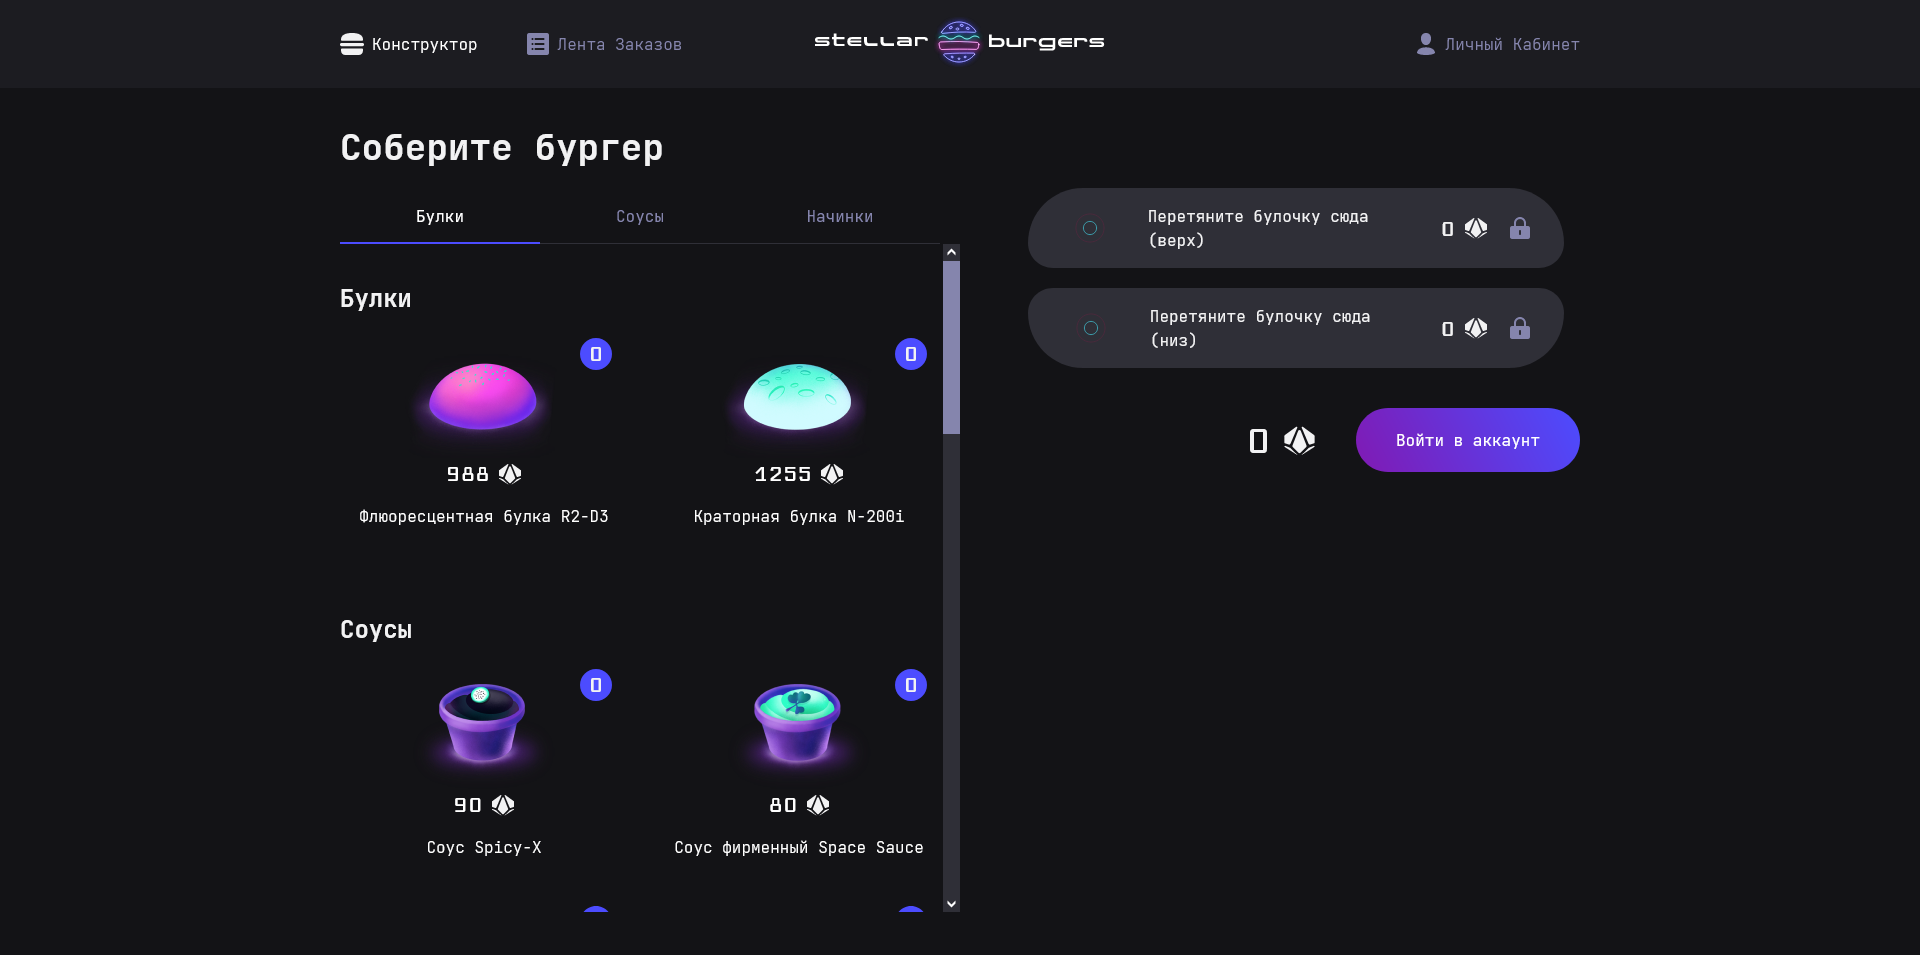 Конструктор
Лента Заказов
stellar burgers
Личный Кабинет
Соберите бургер
Булки
Соусы
Начинки
Булки
0
0
988
1255
Флюоресцентная булка R2-D3
Краторная булка N-200i
Соусы
0
0
90
80
Соус Spicy-X
Соус фирменный Space Sauce
Перетяните булочку сюда
(верх)
0
Перетяните булочку сюда
(низ)
0
0
Войти в аккаунт